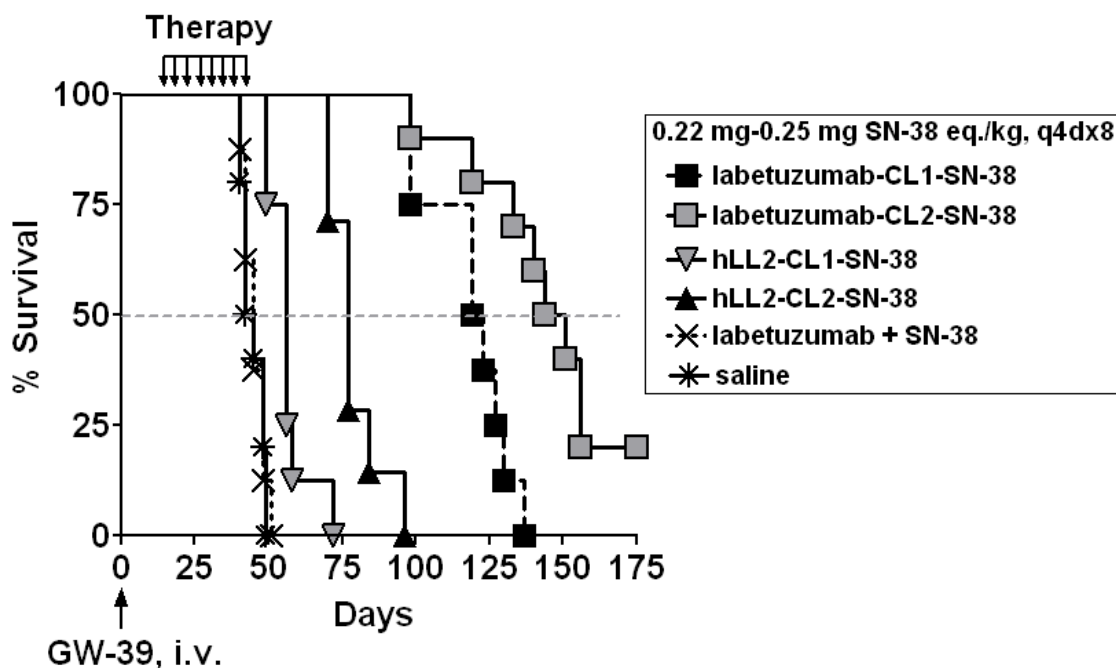 Therapy
100
75
50
25
0
% Survival
0 25 50 75 100 125 150 175
Days
GW-39, i.v.
0.22 mg-0.25 mg SN-38 eq./kg, q4dx8
labetuzumab-CL1-SN-38
labetuzumab-CL2-SN-38
hLL2-CL1-SN-38
hLL2-CL2-SN-38
labetuzumab + SN-38
saline